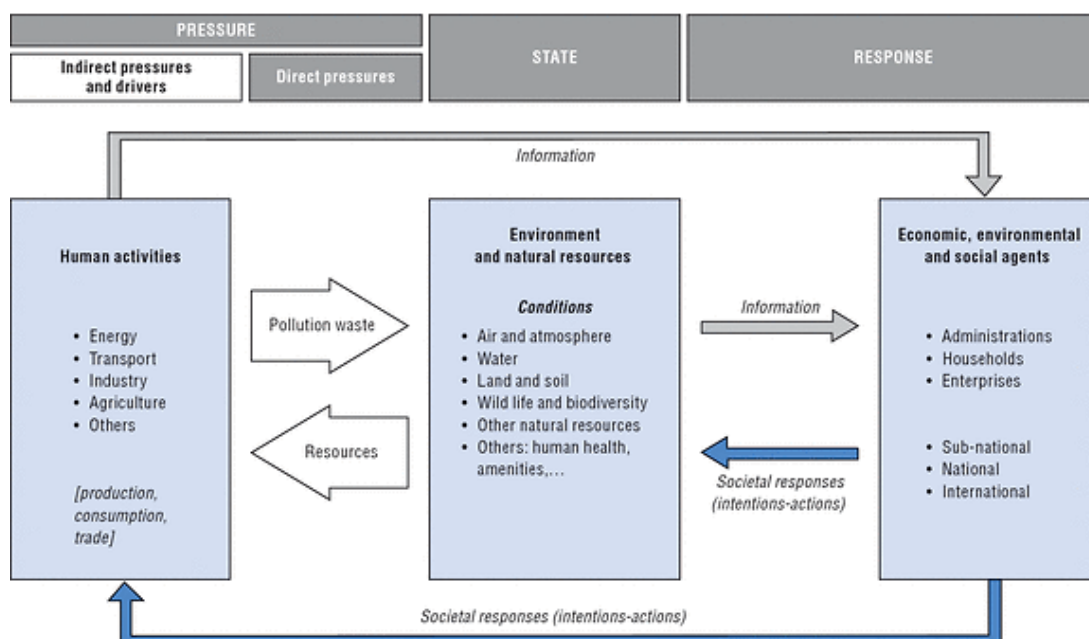 PRESSURE
STATE
RESPONSE
Indirect pressures
and drivers
Direct pressures
Information
Human activities
• Energy
• Transport
• Industry
• Agriculture
• Others
[production,
consumption,
trade]
Pollution waste
Resources
Environment
and natural resources
Conditions
• Air and atmosphere
• Water
• Land and soil
• Wild life and biodiversity
• Other natural resources
• Others: human health,
amenities,...
Information
Societal responses
(intentions-actions)
Economic, environmental
and social agents
• Administrations
• Households
• Enterprises
• Sub-national
• National
• International
Societal responses (intentions-actions)